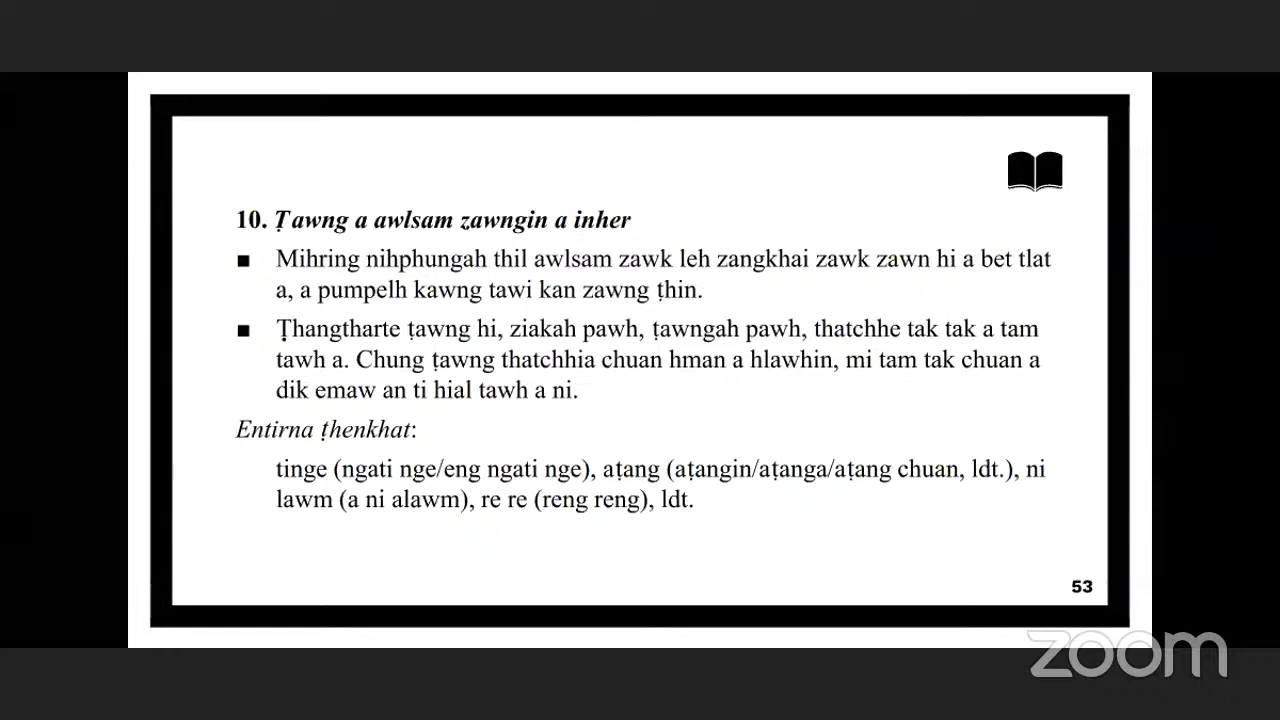 10. Ṭawng a awlsam zawngin a inher
■ Mihring nihphungah thil awlsam zawk leh zangkhai zawk zawn hi a bet tlat
a, a pumpelh kawng tawi kan zawng ṭhin.
■ Ṭhangtharte ṭawng hi, ziakah pawh, ṭawngah pawh, thatchhe tak tak a tam
tawh a. Chung ṭawng thatchhia chuan hman a hlawhin, mi tam tak chuan a
dik emaw an ti hial tawh a ni.
Entirna ṭhenkhat:
tinge (ngati nge/eng ngati nge), aṭang (aṭangin/aṭanga/aṭang chuan, ldt.), ni
lawm (a ni alawm), re re (reng reng), ldt.
53
zoom